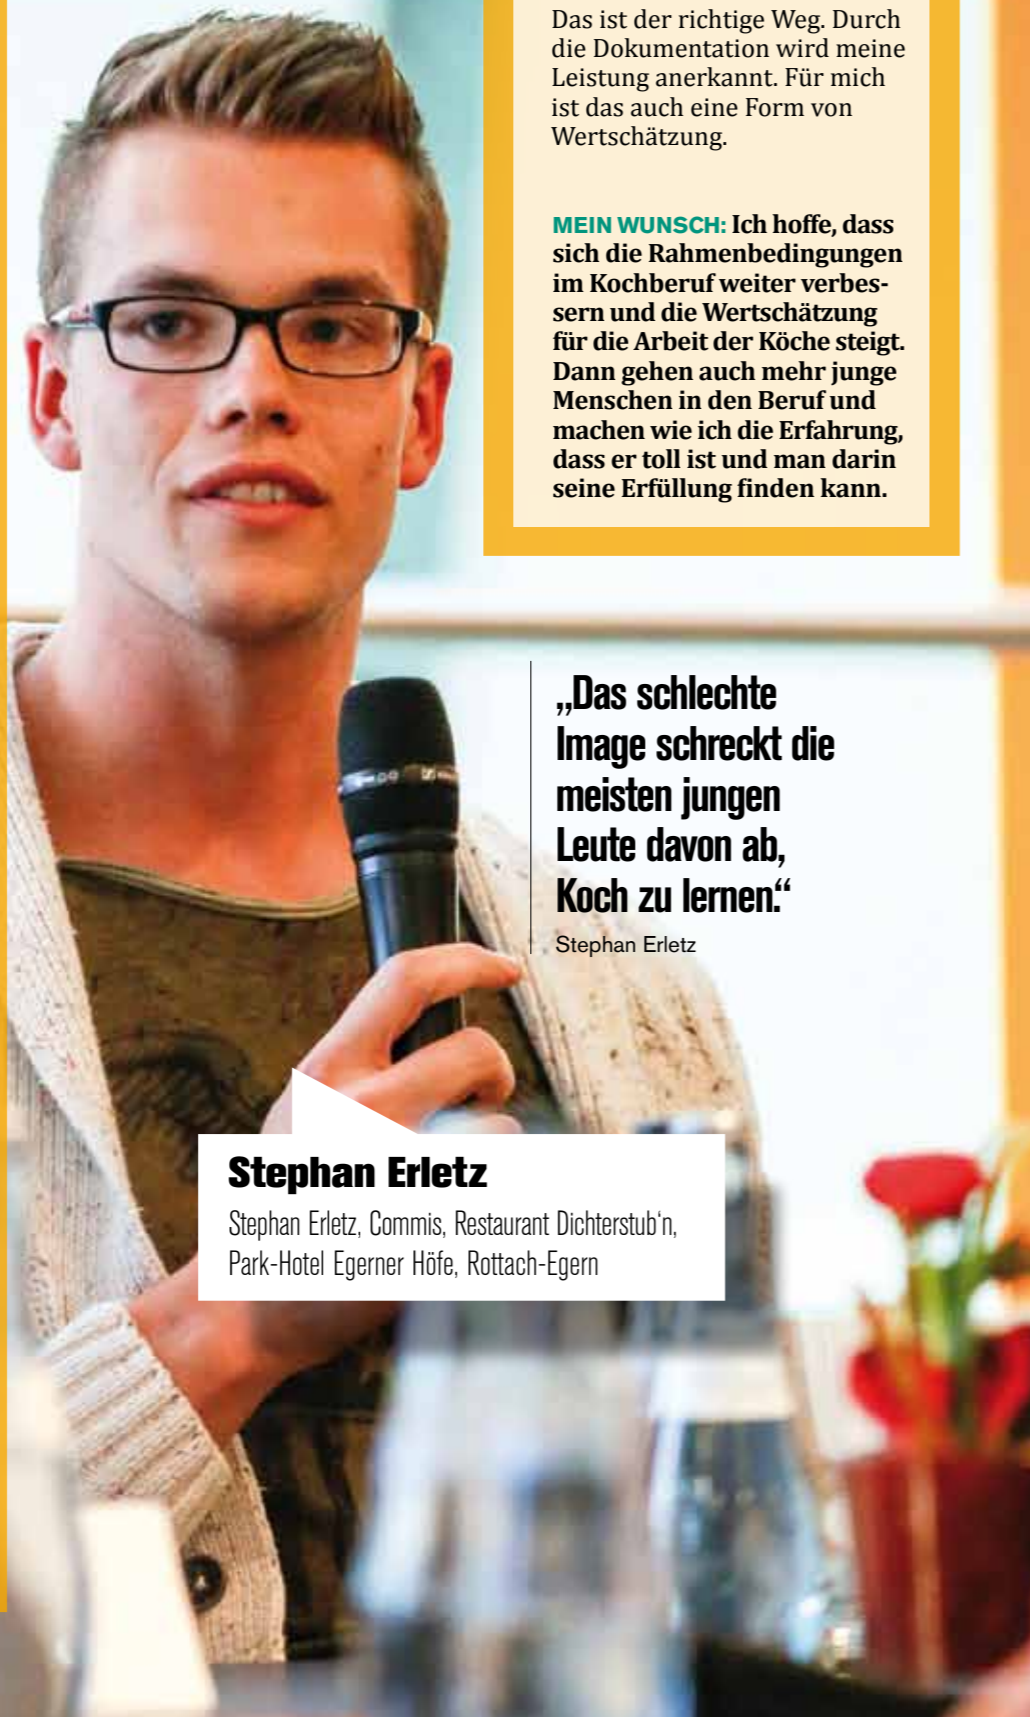 Das ist der richtige Weg. Durch
die Dokumentation wird meine
Leistung anerkannt. Für mich
ist das auch eine Form von
Wertschätzung.
MEIN WUNSCH: Ich hoffe, dass
sich die Rahmenbedingungen
im Kochberuf weiter verbes-
sern und die Wertschätzung
für die Arbeit der Köche steigt.
Dann gehen auch mehr junge
Menschen in den Beruf und
machen wie ich die Erfahrung,
dass er toll ist und man darin
seine Erfüllung finden kann.
„Das schlechte
Image schreckt die
meisten jungen
Leute davon ab,
Koch zu lernen.“
Stephan Erletz
Stephan Erletz
Stephan Erletz, Commis, Restaurant Dichterstub‘n,
Park-Hotel Egerner Höfe, Rottach-Egern